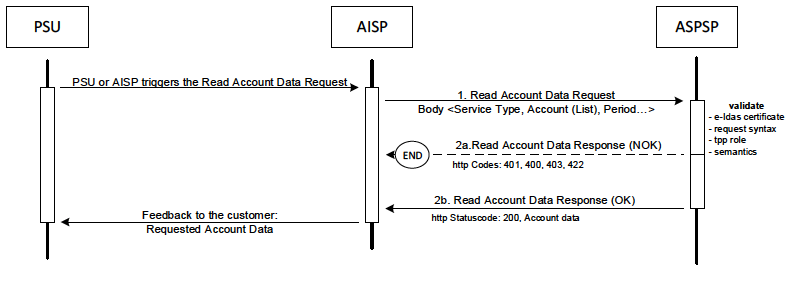 PSU
AISP
ASPSP
PSU or AISP triggers the Read Account Data Request
1. Read Account Data Request
Body <Service Type, Account (List), Period…>
validate
- e-Idas certificate
- request syntax
- tpp role
- semantics
2a.Read Account Data Response (NOK)
END
http Codes: 401, 400, 403, 422
2b. Read Account Data Response (OK)
http Statuscode: 200, Account data
Feedback to the customer:
Requested Account Data